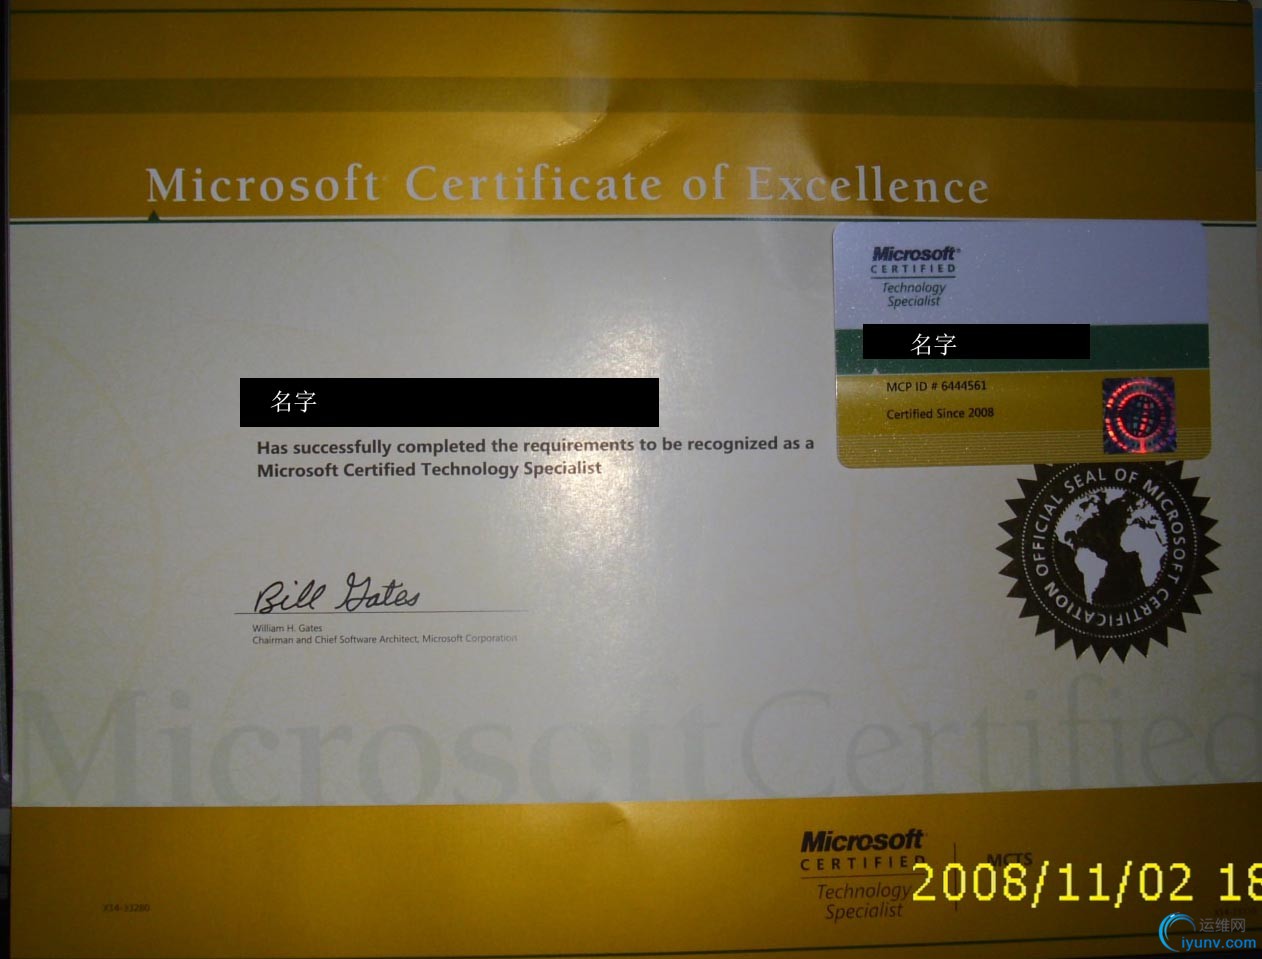 Microsoft Certificate of Excellence
Microsoft®
CERTIFIED
Technology
Specialist
名字
MCP ID # 6444561
Certified Since 2008
名字
Has successfully completed the requirements to be recognized as a
Microsoft Certified Technology Specialist
OFFICIAL SEAL OF MICROSOFT CERTIFICATION
Bill Gates
William H. Gates
Chairman and Chief Software Architect, Microsoft Corporation
Microsoft Certified
Microsoft
CERTIFIED
Technology
Specialist
MCTS
2008/11/02 18
X14-33280
运维网
iyunv.com